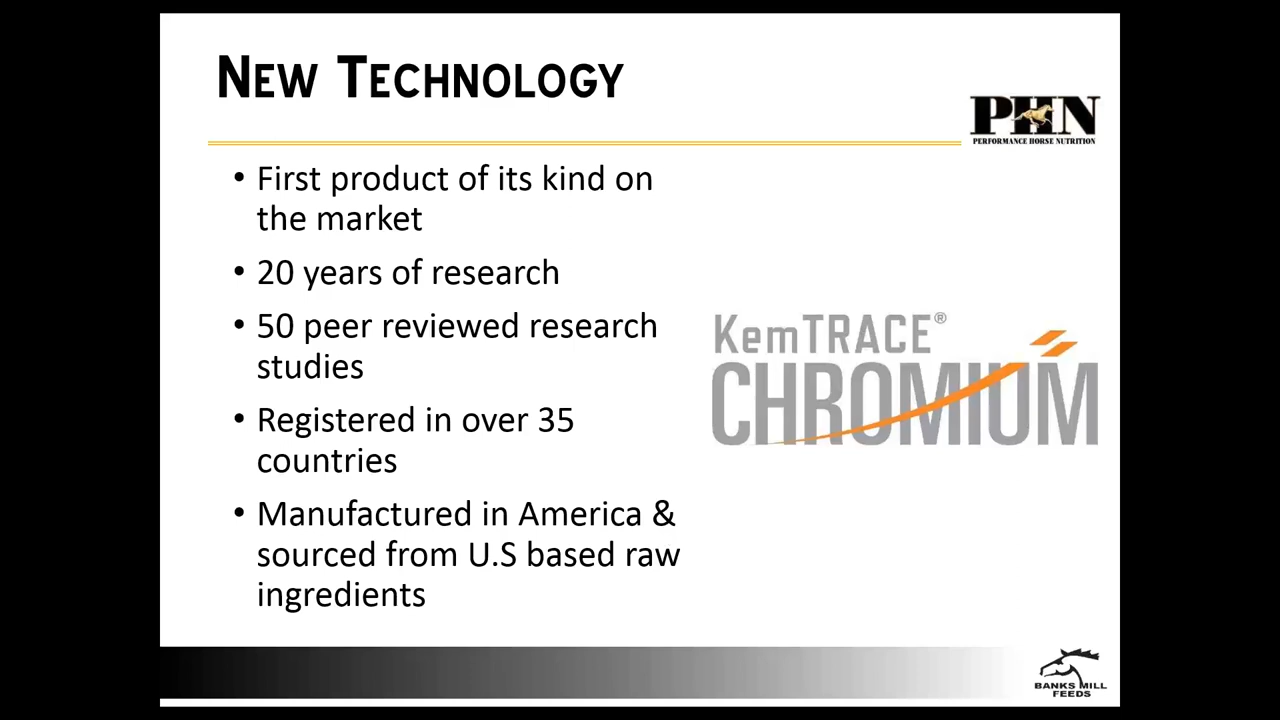 NEW TECHNOLOGY
PHN
PERFORMANCE HORSE NUTRITION
• First product of its kind on
the market
• 20 years of research
• 50 peer reviewed research
studies
• Registered in over 35
countries
• Manufactured in America &
sourced from U.S based raw
ingredients
KemTRACE®
CHROMIUM
BANKS MILL
FEEDS